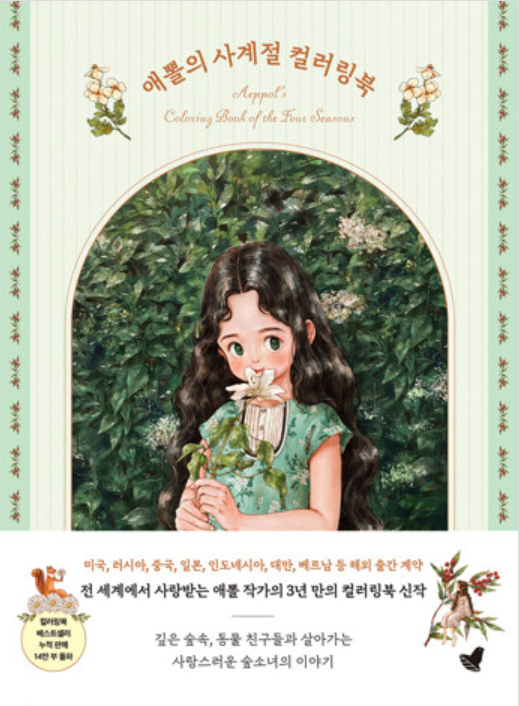 애뽈의 사계절 컬러링북
Aeppol's
Coloring Book of the Four Seasons
미국, 러시아, 중국, 일본, 인도네시아, 대만, 베트남 등 해외 출간 계약
전 세계에서 사랑받는 애뽈 작가의 3년 만의 컬러링북 신작
컬러링북
베스트셀러
누적 판매
14만 부 돌파
깊은 숲속, 동물 친구들과 살아가는
사랑스러운 숲소녀의 이야기